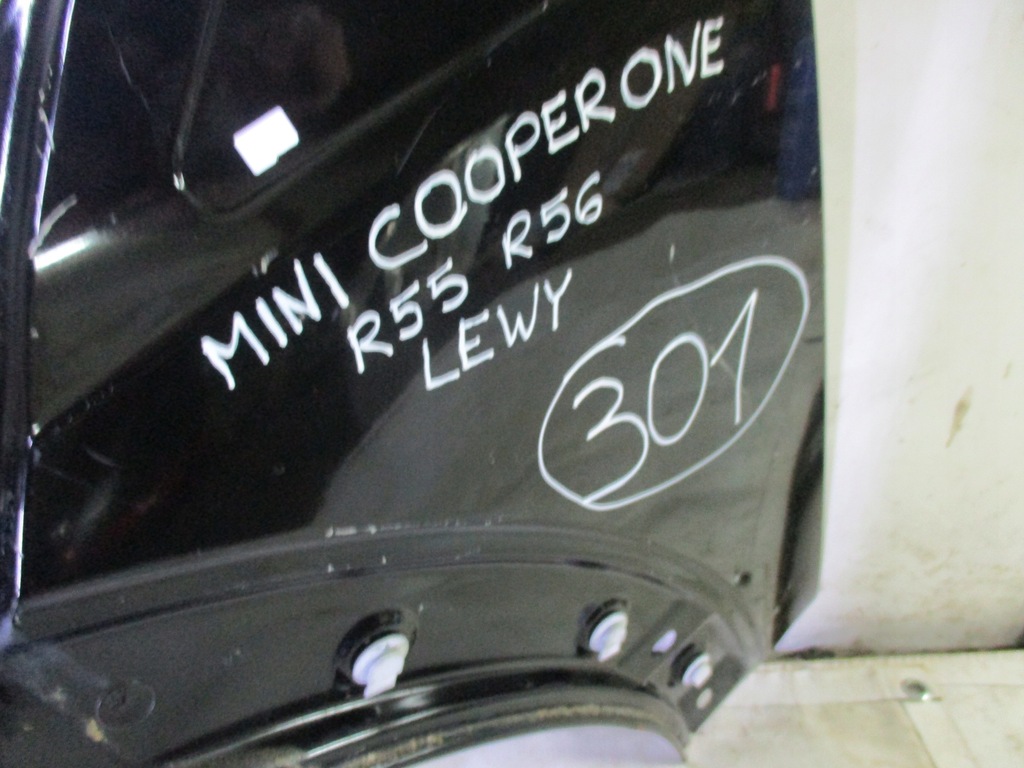 MINI COOPER ONE
R55 R56
LEWY
301